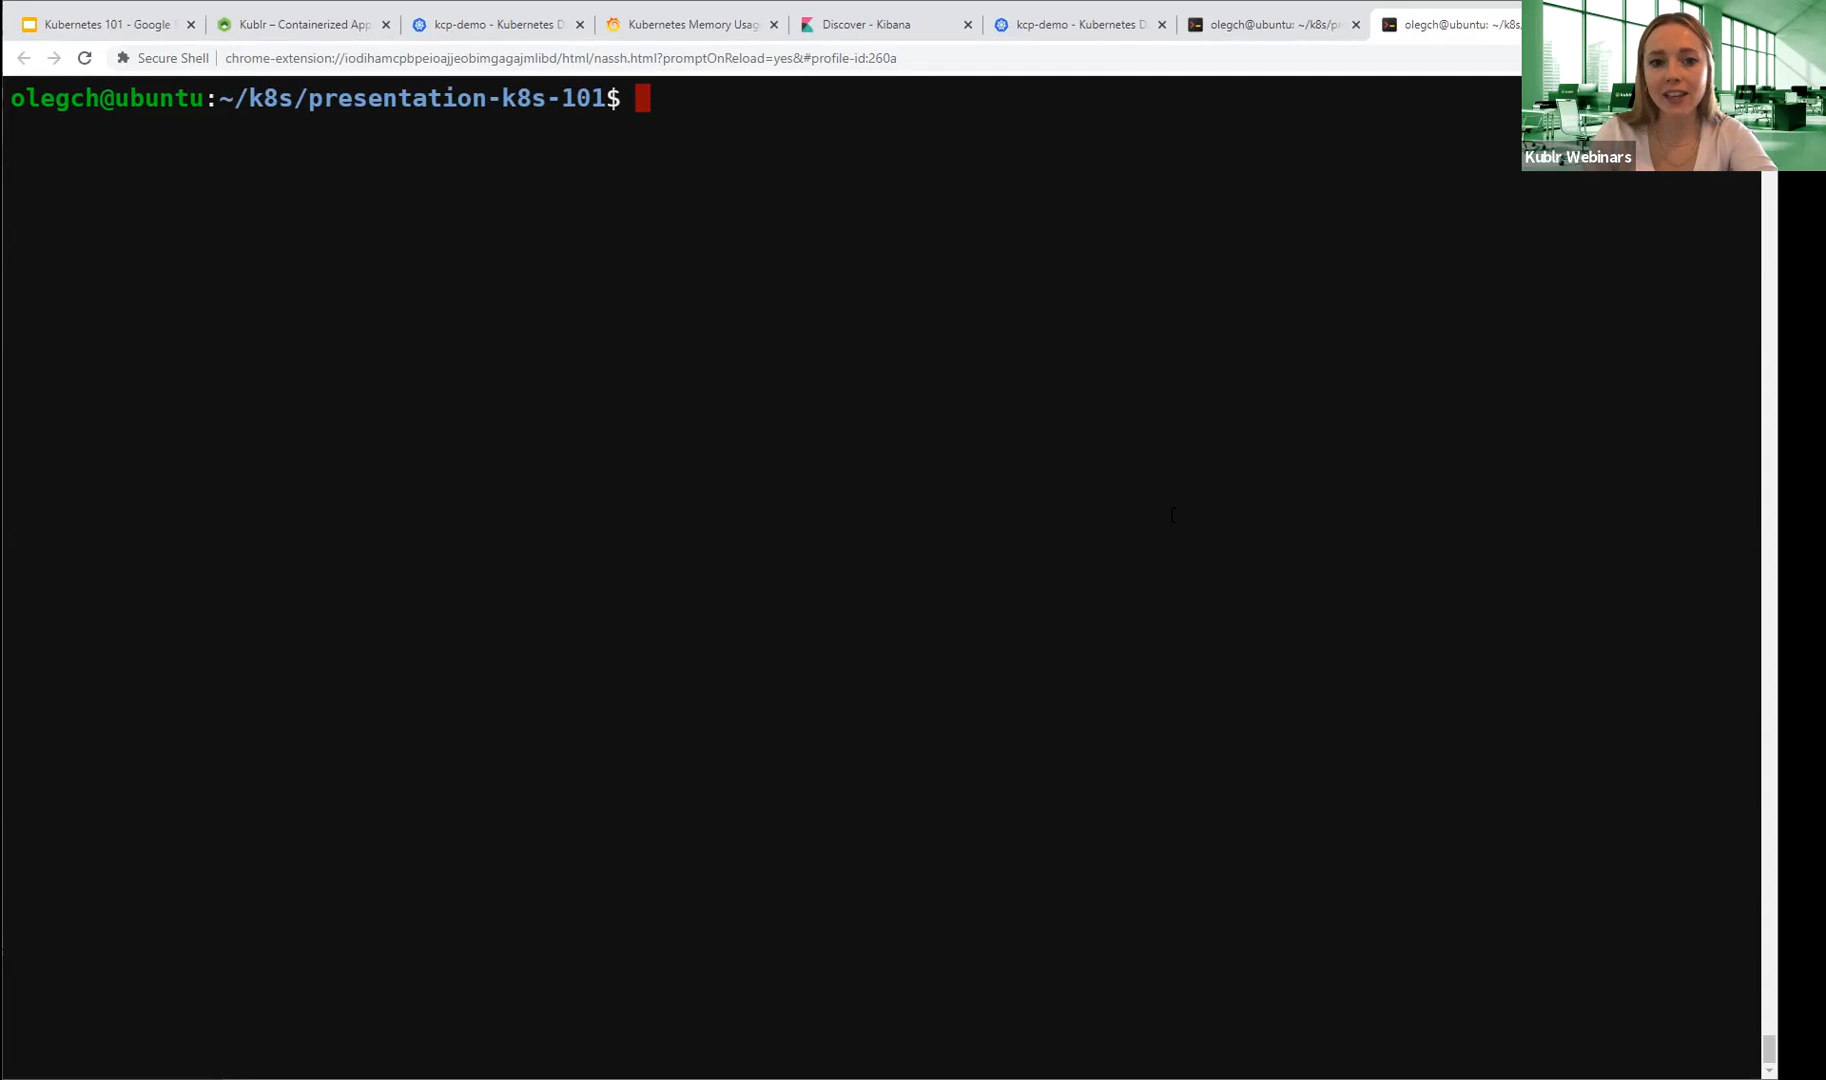 Kubernetes 101 - Google
Kublr – Containerized App
kcp-demo - Kubernetes D
Kubernetes Memory Usag
Discover - Kibana
kcp-demo - Kubernetes D
olegch@ubuntu: ~/k8s/pr
olegch@ubuntu: ~/k8s/
Secure Shell
chrome-extension://iodihamcpbpeioajjeobimgagajmlibd/html/nassh.html?promptOnReload=yes&#profile-id:260a
olegch@ubuntu:~/k8s/presentation-k8s-101$
Kublr Webinars